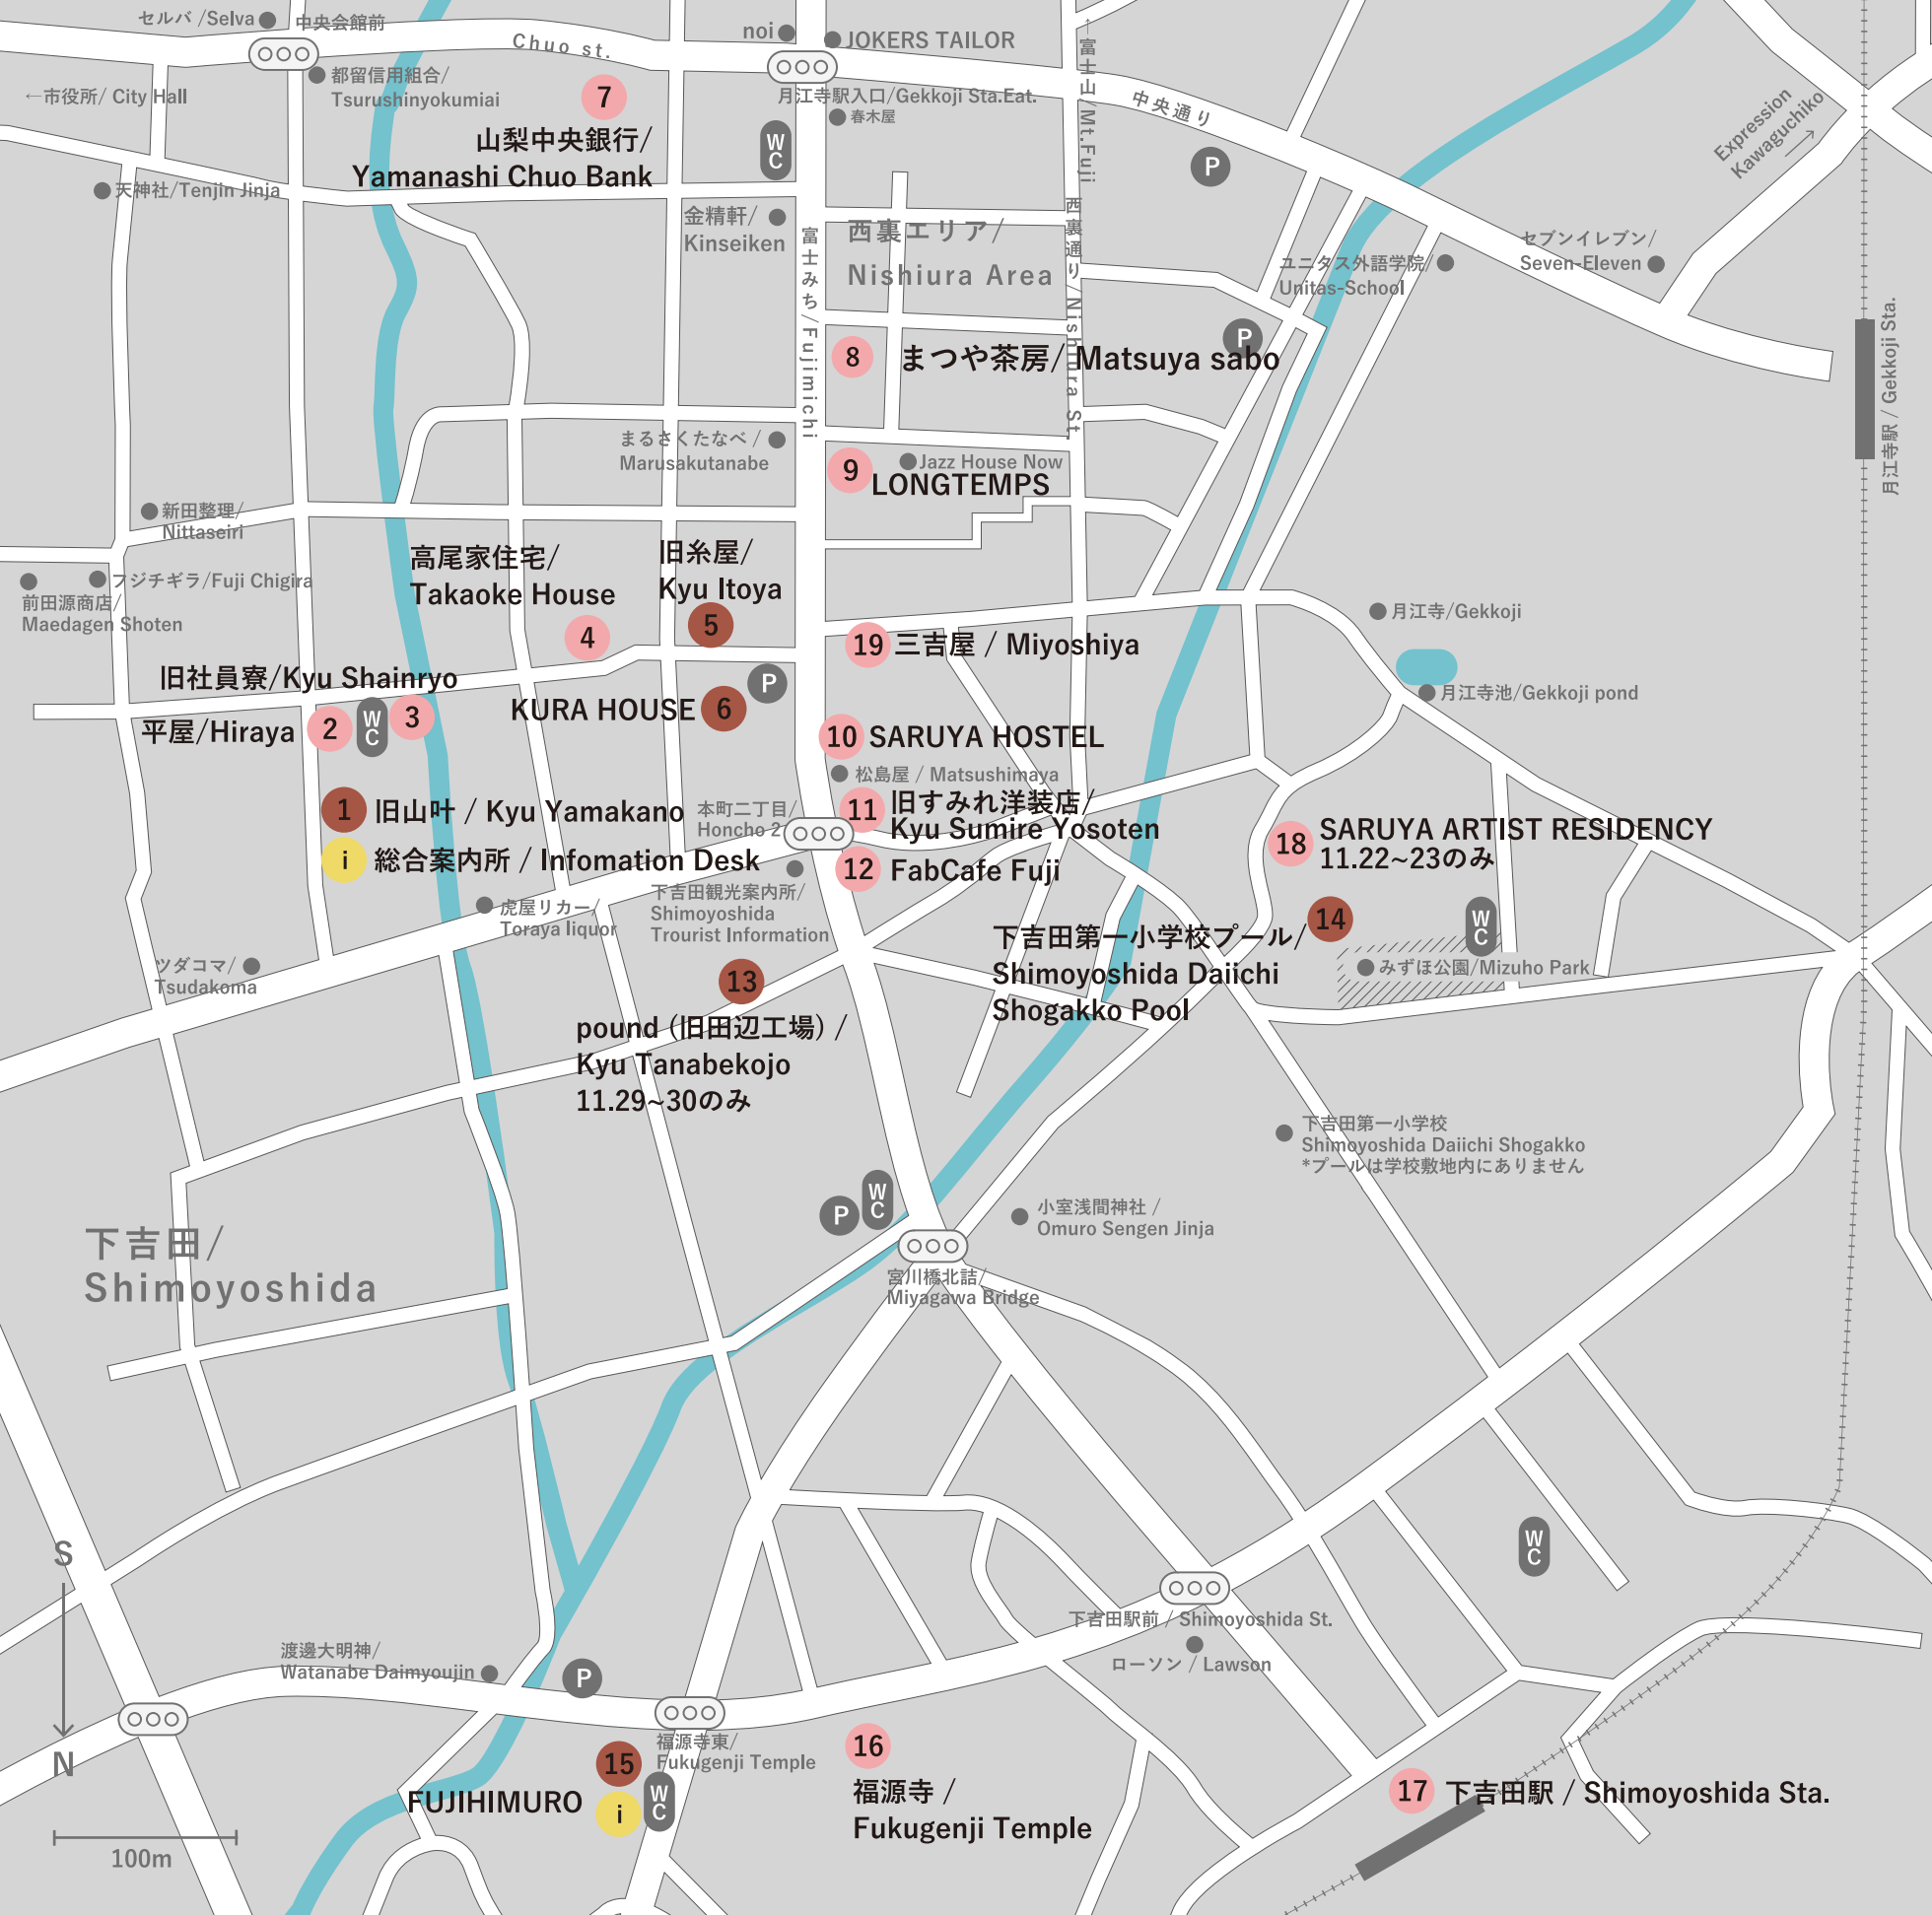 セルバ /Selva
中央会館前
Chuo st.
noi
JOKERS TAILOR
←富士山/Mt.Fuji
都留信用組合/
Tsurushinyokumiai
←市役所/ City Hall
7
山梨中央銀行/
Yamanashi Chuo Bank
月江寺駅入口/Gekkoji Sta.Eat.
春木屋
WC
中央通り
P
Expression
Kawaguchiko
天神社/Tenjin Jinja
金精軒/
Kinseiken
富士みち/Fujimichi
西裏エリア/
Nishiura Area
西裏通り/ Nishiura St.
ユニタス外語学院/
Unitas-School
セブンイレブン/
Seven-Eleven
月江寺駅 / Gekkoji Sta.
P
8
まつや茶房/ Matsuya sabo
まるさくたなべ /
Marusakutanabe
9
Jazz House Now
LONGTEMPS
新田整理/
Nittaseiri
フジチギラ/Fuji Chigira
前田源商店/
Maedagen Shoten
高尾家住宅/
Takaoke House
4
旧糸屋/
Kyu Itoya
5
19
三吉屋 / Miyoshiya
月江寺/Gekkoji
月江寺池/Gekkoji pond
旧社員寮/Kyu Shainryo
平屋/Hiraya
2
WC
3
KURA HOUSE
6
P
10
SARUYA HOSTEL
松島屋 / Matsushimaya
1
旧山叶 / Kyu Yamakano
i
総合案内所 / Infomation Desk
本町二丁目/
Honcho 2
11
旧すみれ洋装店/
Kyu Sumire Yosoten
12
FabCafe Fuji
18
SARUYA ARTIST RESIDENCY
11.22~23のみ
下吉田観光案内所/
Shimoyoshida
Trourist Information
虎屋リカー/
Toraya liquor
ツダコマ/
Tsudakoma
13
pound (旧田辺工場) /
Kyu Tanabekojo
11.29~30のみ
14
下吉田第一小学校プール/
Shimoyoshida Daiichi
Shogakko Pool
WC
みずほ公園/Mizuho Park
下吉田第一小学校
Shimoyoshida Daiichi Shogakko
*プールは学校敷地内にありません
P
WC
小室浅間神社 /
Omuro Sengen Jinja
宮川橋北詰/
Miyagawa Bridge
下吉田/
Shimoyoshida
S
N
100m
WC
下吉田駅前 / Shimoyoshida St.
ローソン / Lawson
渡邊大明神/
Watanabe Daimyoujin
P
福源寺東/
Fukugenji Temple
15
FUJIHIMURO
i
WC
16
福源寺 /
Fukugenji Temple
17
下吉田駅 / Shimoyoshida Sta.